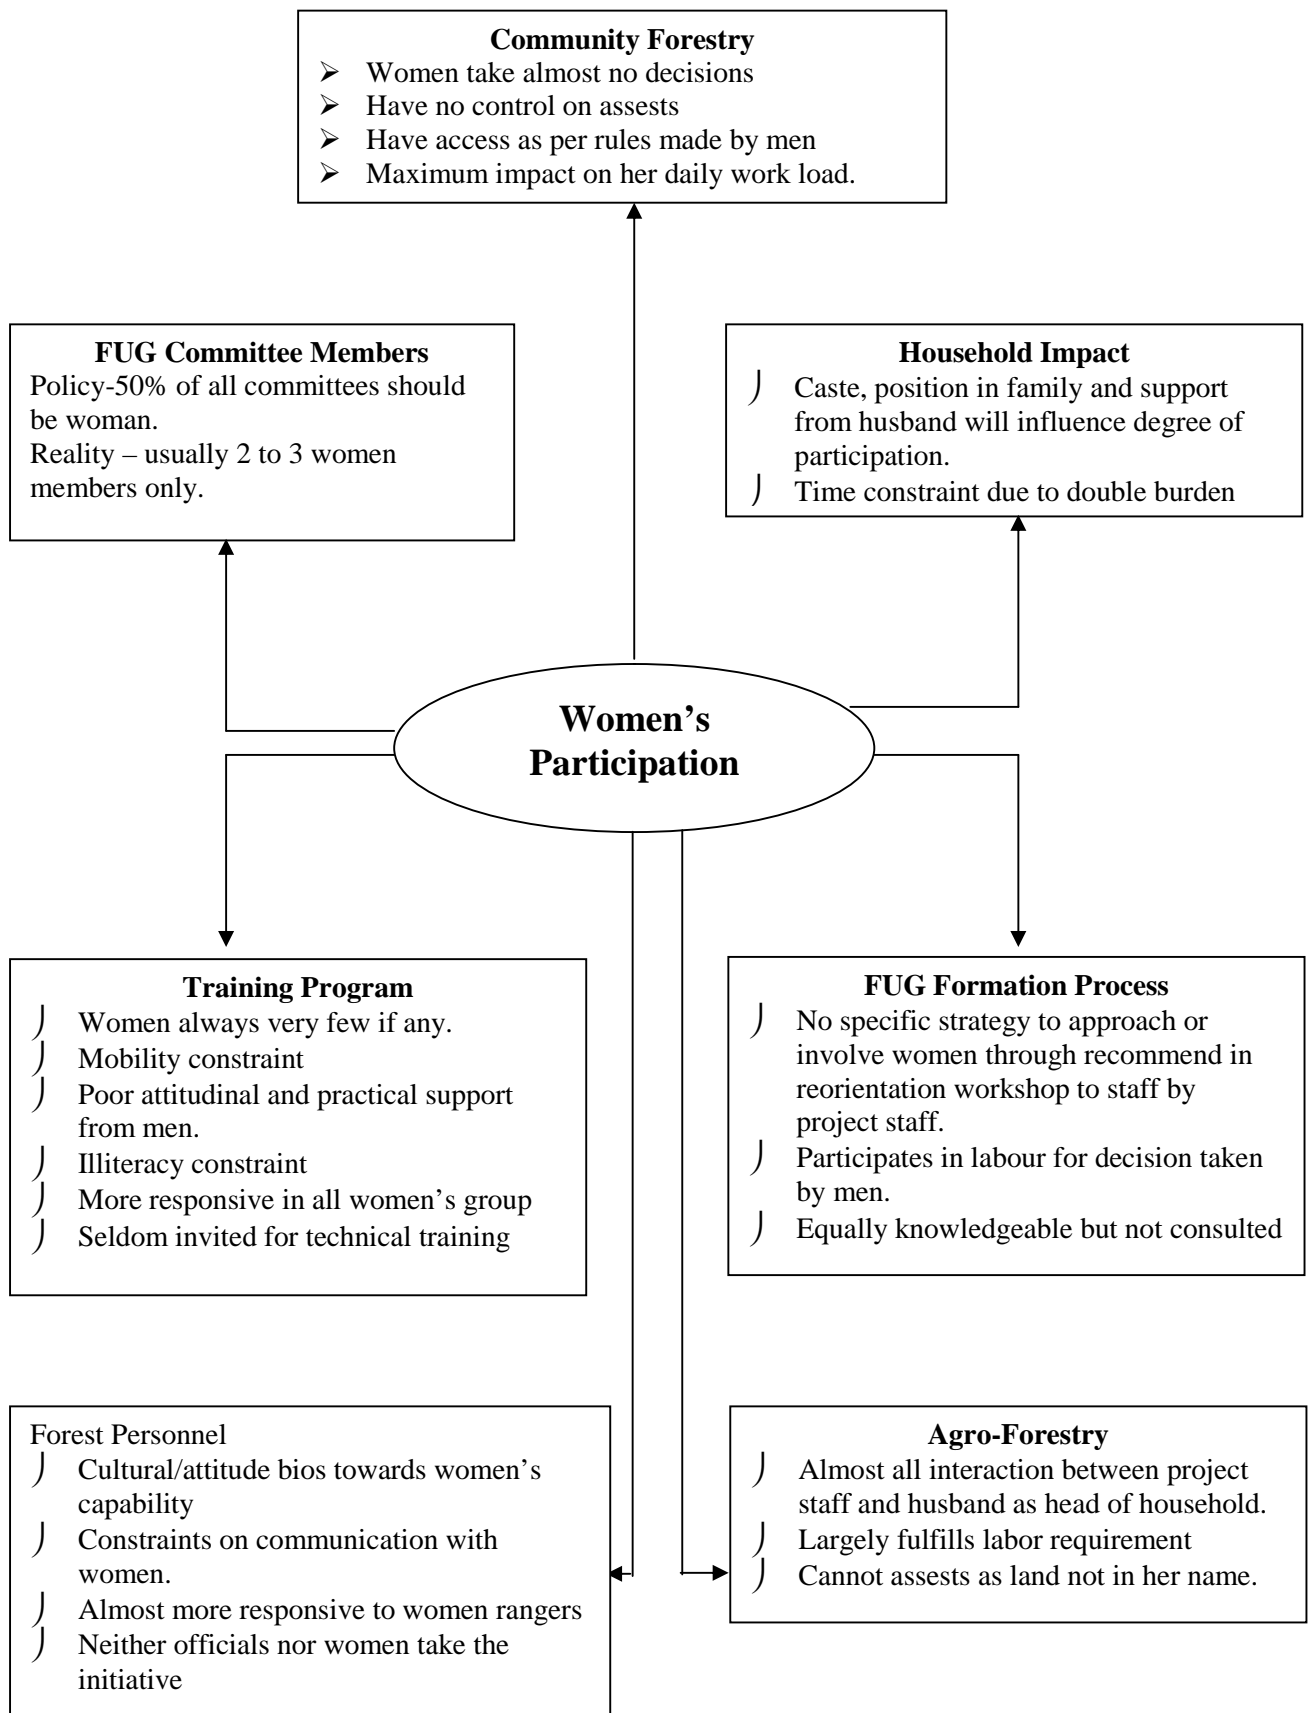 Community Forestry
➢ Women take almost no decisions
➢ Have no control on assests
➢ Have access as per rules made by men
➢ Maximum impact on her daily work load.
FUG Committee Members
Policy-50% of all committees should
be woman.
Reality – usually 2 to 3 women
members only.
Household Impact
⌡ Caste, position in family and support
from husband will influence degree of
participation.
⌡ Time constraint due to double burden
Women’s
Participation
Training Program
⌡ Women always very few if any.
⌡ Mobility constraint
⌡ Poor attitudinal and practical support
from men.
⌡ Illiteracy constraint
⌡ More responsive in all women’s group
⌡ Seldom invited for technical training
FUG Formation Process
⌡ No specific strategy to approach or
involve women through recommend in
reorientation workshop to staff by
project staff.
⌡ Participates in labour for decision taken
by men.
⌡ Equally knowledgeable but not consulted
Forest Personnel
⌡ Cultural/attitude bios towards women’s
capability
⌡ Constraints on communication with
women.
⌡ Almost more responsive to women rangers
⌡ Neither officials nor women take the
initiative
Agro-Forestry
⌡ Almost all interaction between project
staff and husband as head of household.
⌡ Largely fulfills labor requirement
⌡ Cannot assests as land not in her name.